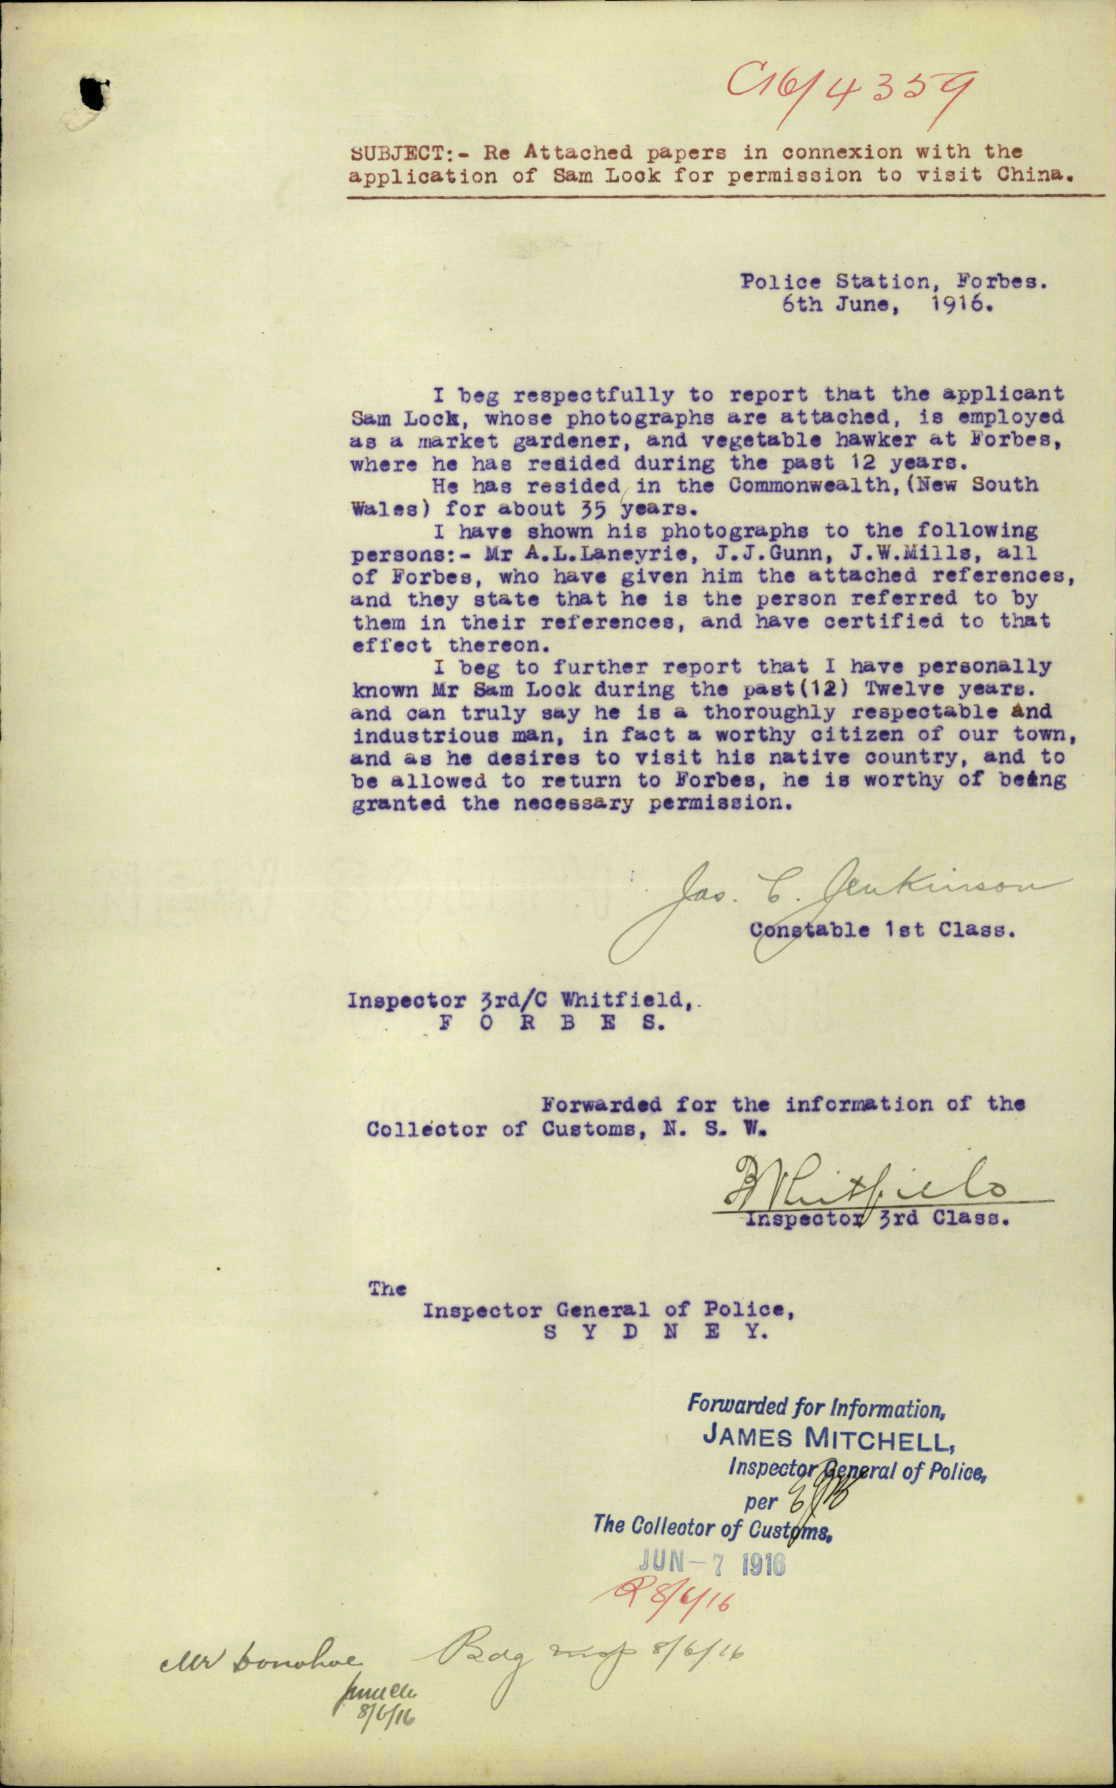 C16/4359
SUBJECT:- Re Attached papers in connexion with the
application of Sam Lock for permission to visit China.
Police Station, Forbes.
6th June, 1916.
I beg respectfully to report that the applicant
Sam Lock, whose photographs are attached, is employed
as a market gardener, and vegetable hawker at Forbes,
where he has resided during the past 12 years.
He has resided in the Commonwealth,(New South
Wales) for about 35 years.
I have shown his photographs to the following
persons:- Mr A.L.Laneyrie, J.J.Gunn, J.W.Mills, all
of Forbes, who have given him the attached references,
and they state that he is the person referred to by
them in their references, and have certified to that
effect thereon.
I beg to further report that I have personally
known Mr Sam Lock during the past(12) Twelve years.
and can truly say he is a thoroughly respectable and
industrious man, in fact a worthy citizen of our town,
and as he desires to visit his native country, and to
be allowed to return to Forbes, he is worthy of being
granted the necessary permission.
Jas. C. Jenkinson
Constable 1st Class.
Inspector 3rd/C Whitfield,
F O R B E S.
Forwarded for the information of the
Collector of Customs, N. S. W.
Whitfield
Inspector 3rd Class.
The
Inspector General of Police,
S Y D N E Y.
Forwarded for Information,
JAMES MITCHELL,
Inspector General of Police,
per
The Collector of Customs.
JUN-7 1916
R 8/6/16
Mr Donohoe
Bdg Insp 8/6/16
8/6/16